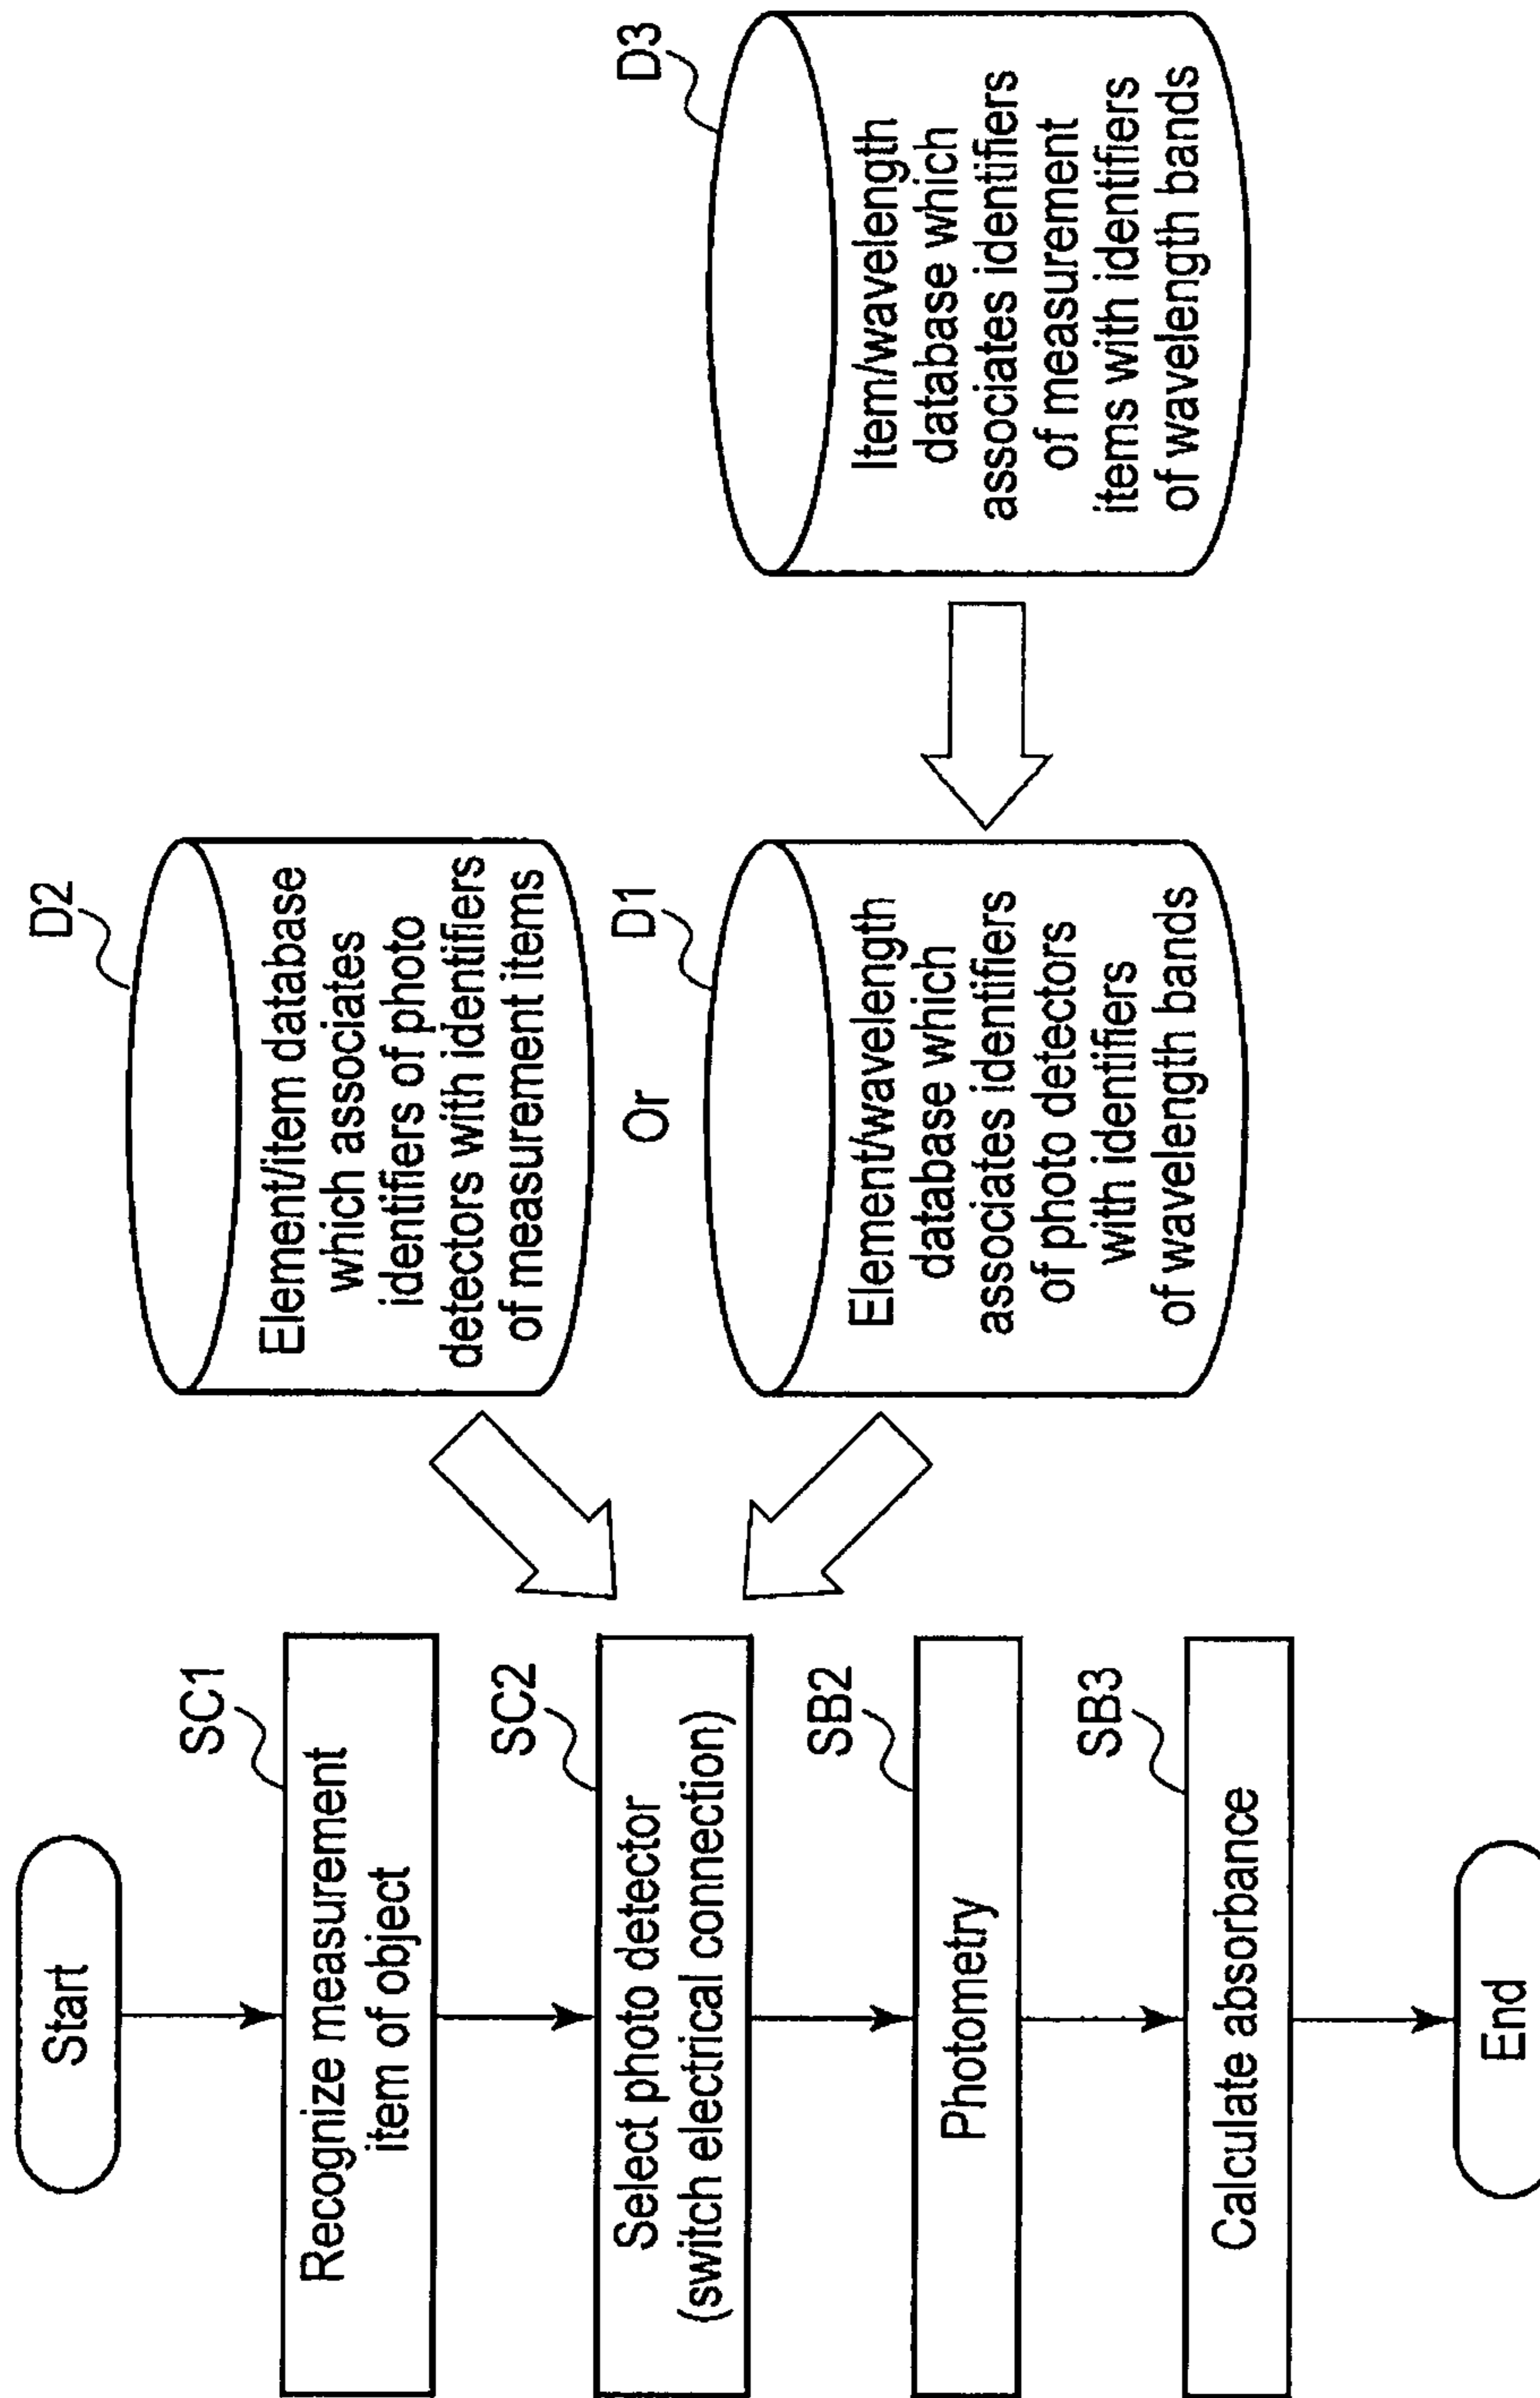 Start
SC1
Recognize measurement
item of object
SC2
Select photo detector
(switch electrical connection)
SB2
Photometry
SB3
Calculate absorbance
End
D2
Element/item database
which associates
identifiers of photo
detectors with identifiers
of measurement items
Or
D1
Element/wavelength
database which
associates identifiers
of photo detectors
with identifiers
of wavelength bands
D3
Item/wavelength
database which
associates identifiers
of measurement
items with identifiers
of wavelength bands